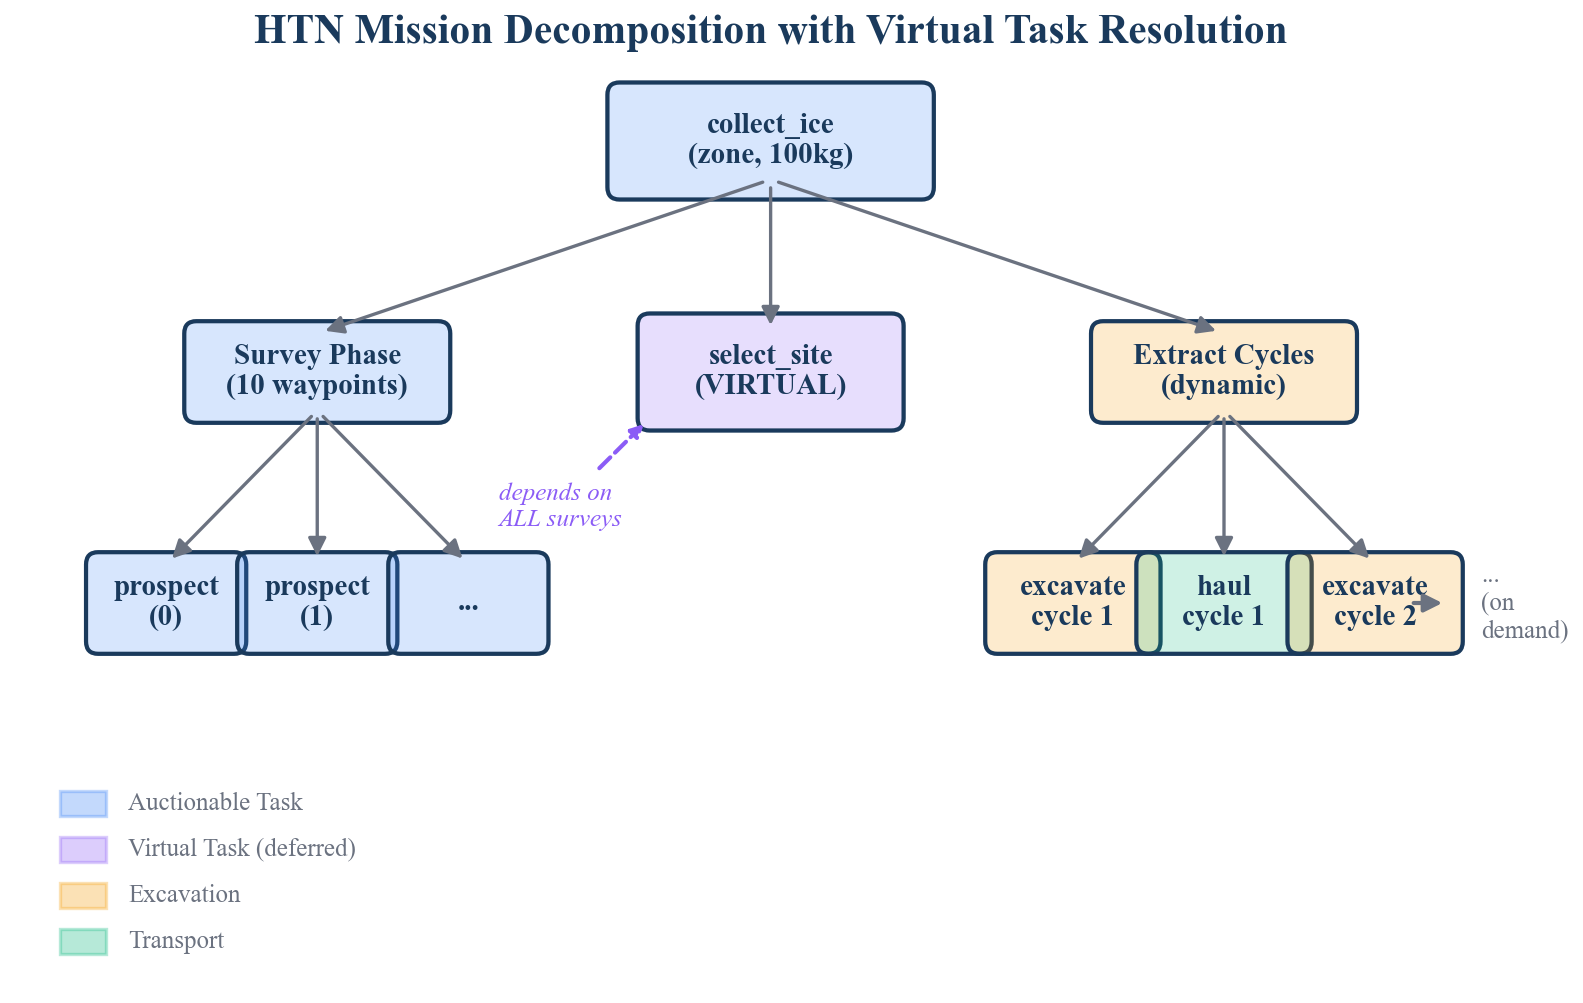 HTN Mission Decomposition with Virtual Task Resolution
collect_ice
(zone, 100kg)
Survey Phase
(10 waypoints)
select_site
(VIRTUAL)
Extract Cycles
(dynamic)
depends on
ALL surveys
prospect
(0)
prospect
(1)
...
excavate
cycle 1
haul
cycle 1
excavate
cycle 2
...
(on
demand)
Auctionable Task
Virtual Task (deferred)
Excavation
Transport